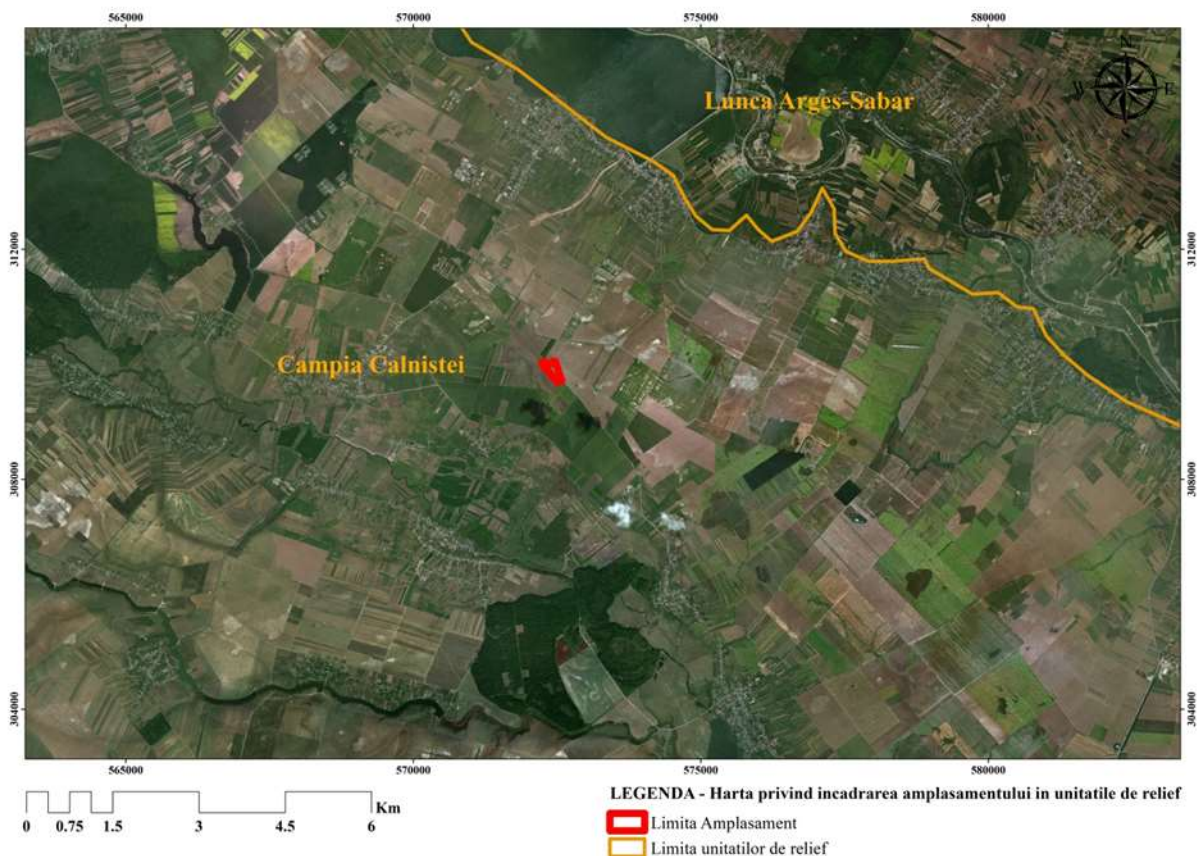 565000 570000 575000 580000
N
W E
S
Lunca Arges-Sabar
312000 312000
Campia Calnistei
308000 308000
304000 304000
565000 570000 575000 580000
Km
0 0.75 1.5 3 4.5 6
LEGENDA - Harta privind incadrarea amplasamentului in unitatile de relief
Limita Amplasament
Limita unitatilor de relief